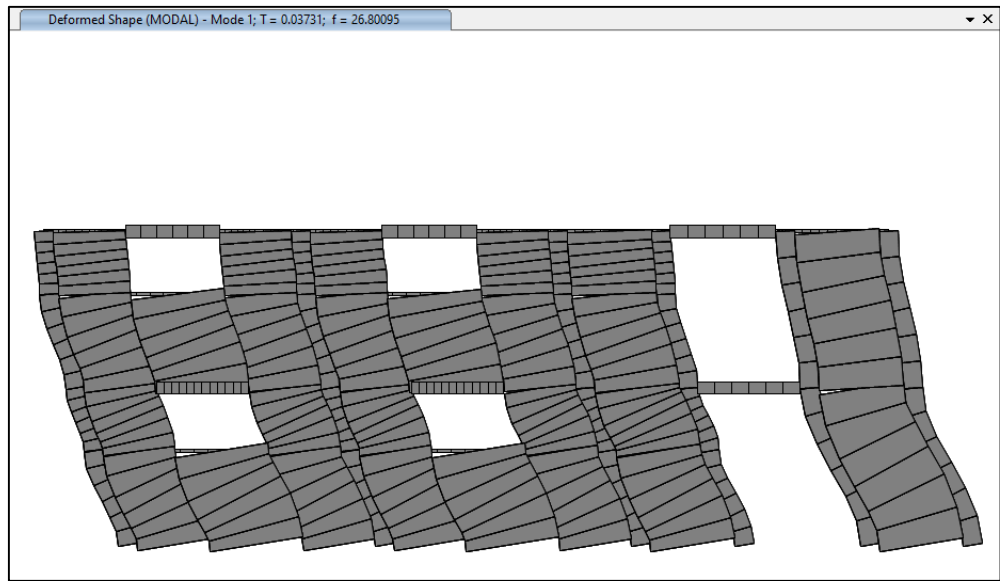 Deformed Shape (MODAL) - Mode 1; T = 0.03731; f = 26.80095